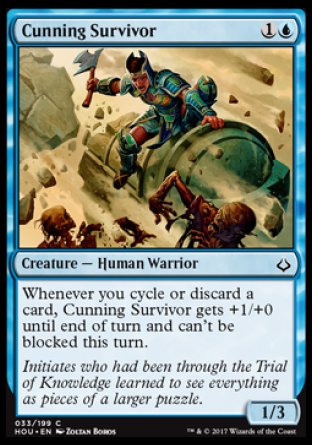 Cunning Survivor 1
Creature — Human Warrior
Whenever you cycle or discard a
card, Cunning Survivor gets +1/+0
until end of turn and can't be
blocked this turn.
Initiates who had been through the Trial
of Knowledge learned to see everything
as pieces of a larger puzzle.
1/3
033/199 C
HOU • EN ZOLTAN BOROS
™ & © 2017 Wizards of the Coast